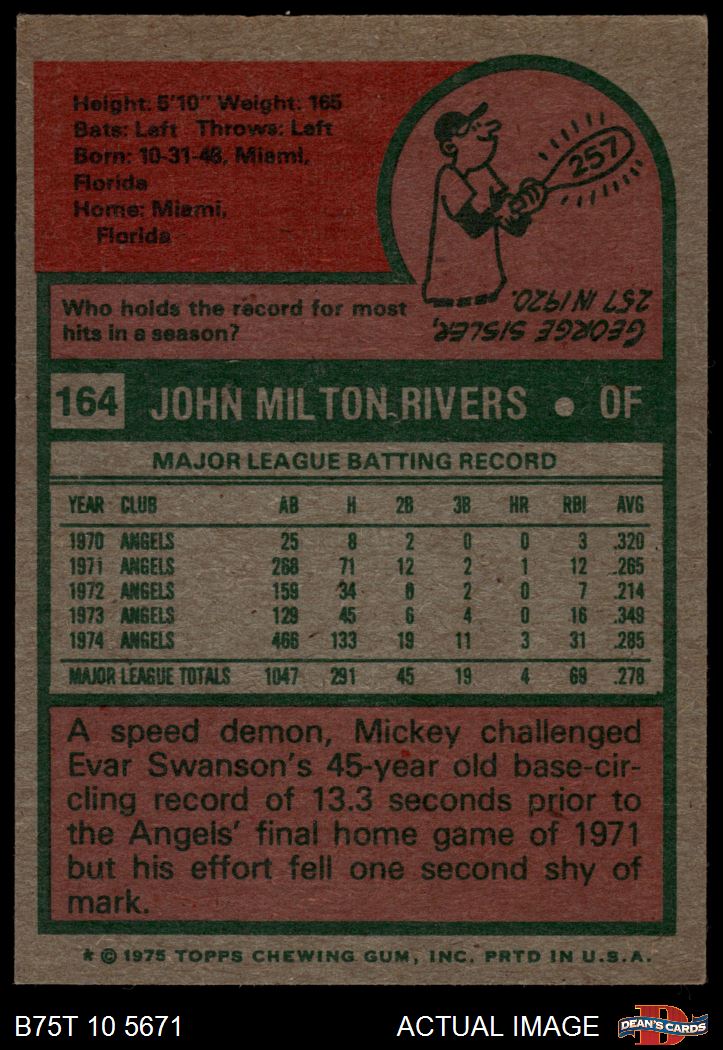 Height: 5'10" Weight: 165
Bats: Left Throws: Left
Born: 10-31-48, Miami,
Florida
Home: Miami,
Florida
257
Who holds the record for most
hits in a season?
GEORGE SISLER,
257 IN 1920.
164 JOHN MILTON RIVERS • OF
MAJOR LEAGUE BATTING RECORD
YEAR CLUB AB H 2B 3B HR RBI AVG
1970 ANGELS 25 8 2 0 0 3 .320
1971 ANGELS 268 71 12 2 1 12 .265
1972 ANGELS 159 34 6 2 0 7 .214
1973 ANGELS 129 45 6 4 0 16 .349
1974 ANGELS 466 133 19 11 3 31 .285
MAJOR LEAGUE TOTALS 1047 291 45 19 4 69 .278
A speed demon, Mickey challenged
Evar Swanson's 45-year old base-cir-
cling record of 13.3 seconds prior to
the Angels' final home game of 1971
but his effort fell one second shy of
mark.
* © 1975 TOPPS CHEWING GUM, INC. PRTD IN U.S.A.
B75T 10 5671 ACTUAL IMAGE D DEAN'S CARDS